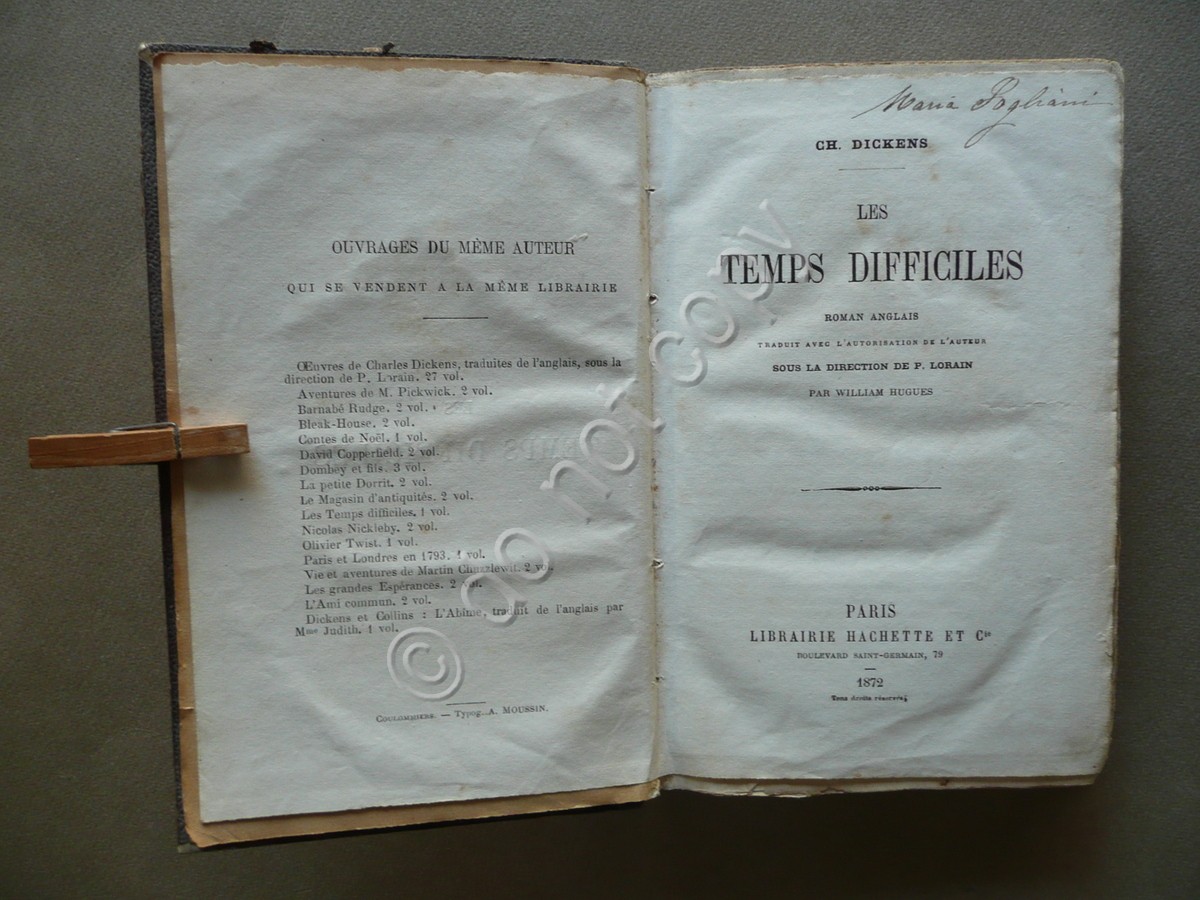 OUVRAGES DU MÊME AUTEUR
QUI SE VENDENT A LA MÊME LIBRAIRIE
Œuvres de Charles Dickens, traduites de l'anglais, sous la
direction de P. Lorain. 27 vol.
Aventures de M. Pickwick. 2 vol.
Barnabé Rudge. 2 vol.
Bleak-House. 2 vol.
Contes de Noël. 1 vol.
David Copperfield. 2 vol.
Dombey et fils. 3 vol.
La petite Dorrit. 2 vol.
Le Magasin d'antiquités. 2 vol.
Les Temps difficiles. 1 vol.
Nicolas Nickleby. 2 vol.
Olivier Twist. 1 vol.
Paris et Londres en 1793. 1 vol.
Vie et aventures de Martin Chuzzlewit. 2 vol.
Les grandes Espérances. 2 vol.
L'Ami commun. 2 vol.
Dickens et Collins : L'Abîme, traduit de l'anglais par
Mme Judith. 1 vol.
COULOMMIERS. — Typog. A. MOUSSIN.
Maria Pogliani
CH. DICKENS
LES
TEMPS DIFFICILES
ROMAN ANGLAIS
TRADUIT AVEC L'AUTORISATION DE L'AUTEUR
SOUS LA DIRECTION DE P. LORAIN
PAR WILLIAM HUGUES
PARIS
LIBRAIRIE HACHETTE ET Cie
BOULEVARD SAINT-GERMAIN, 79
1872
Tous droits réservés
© do not copy